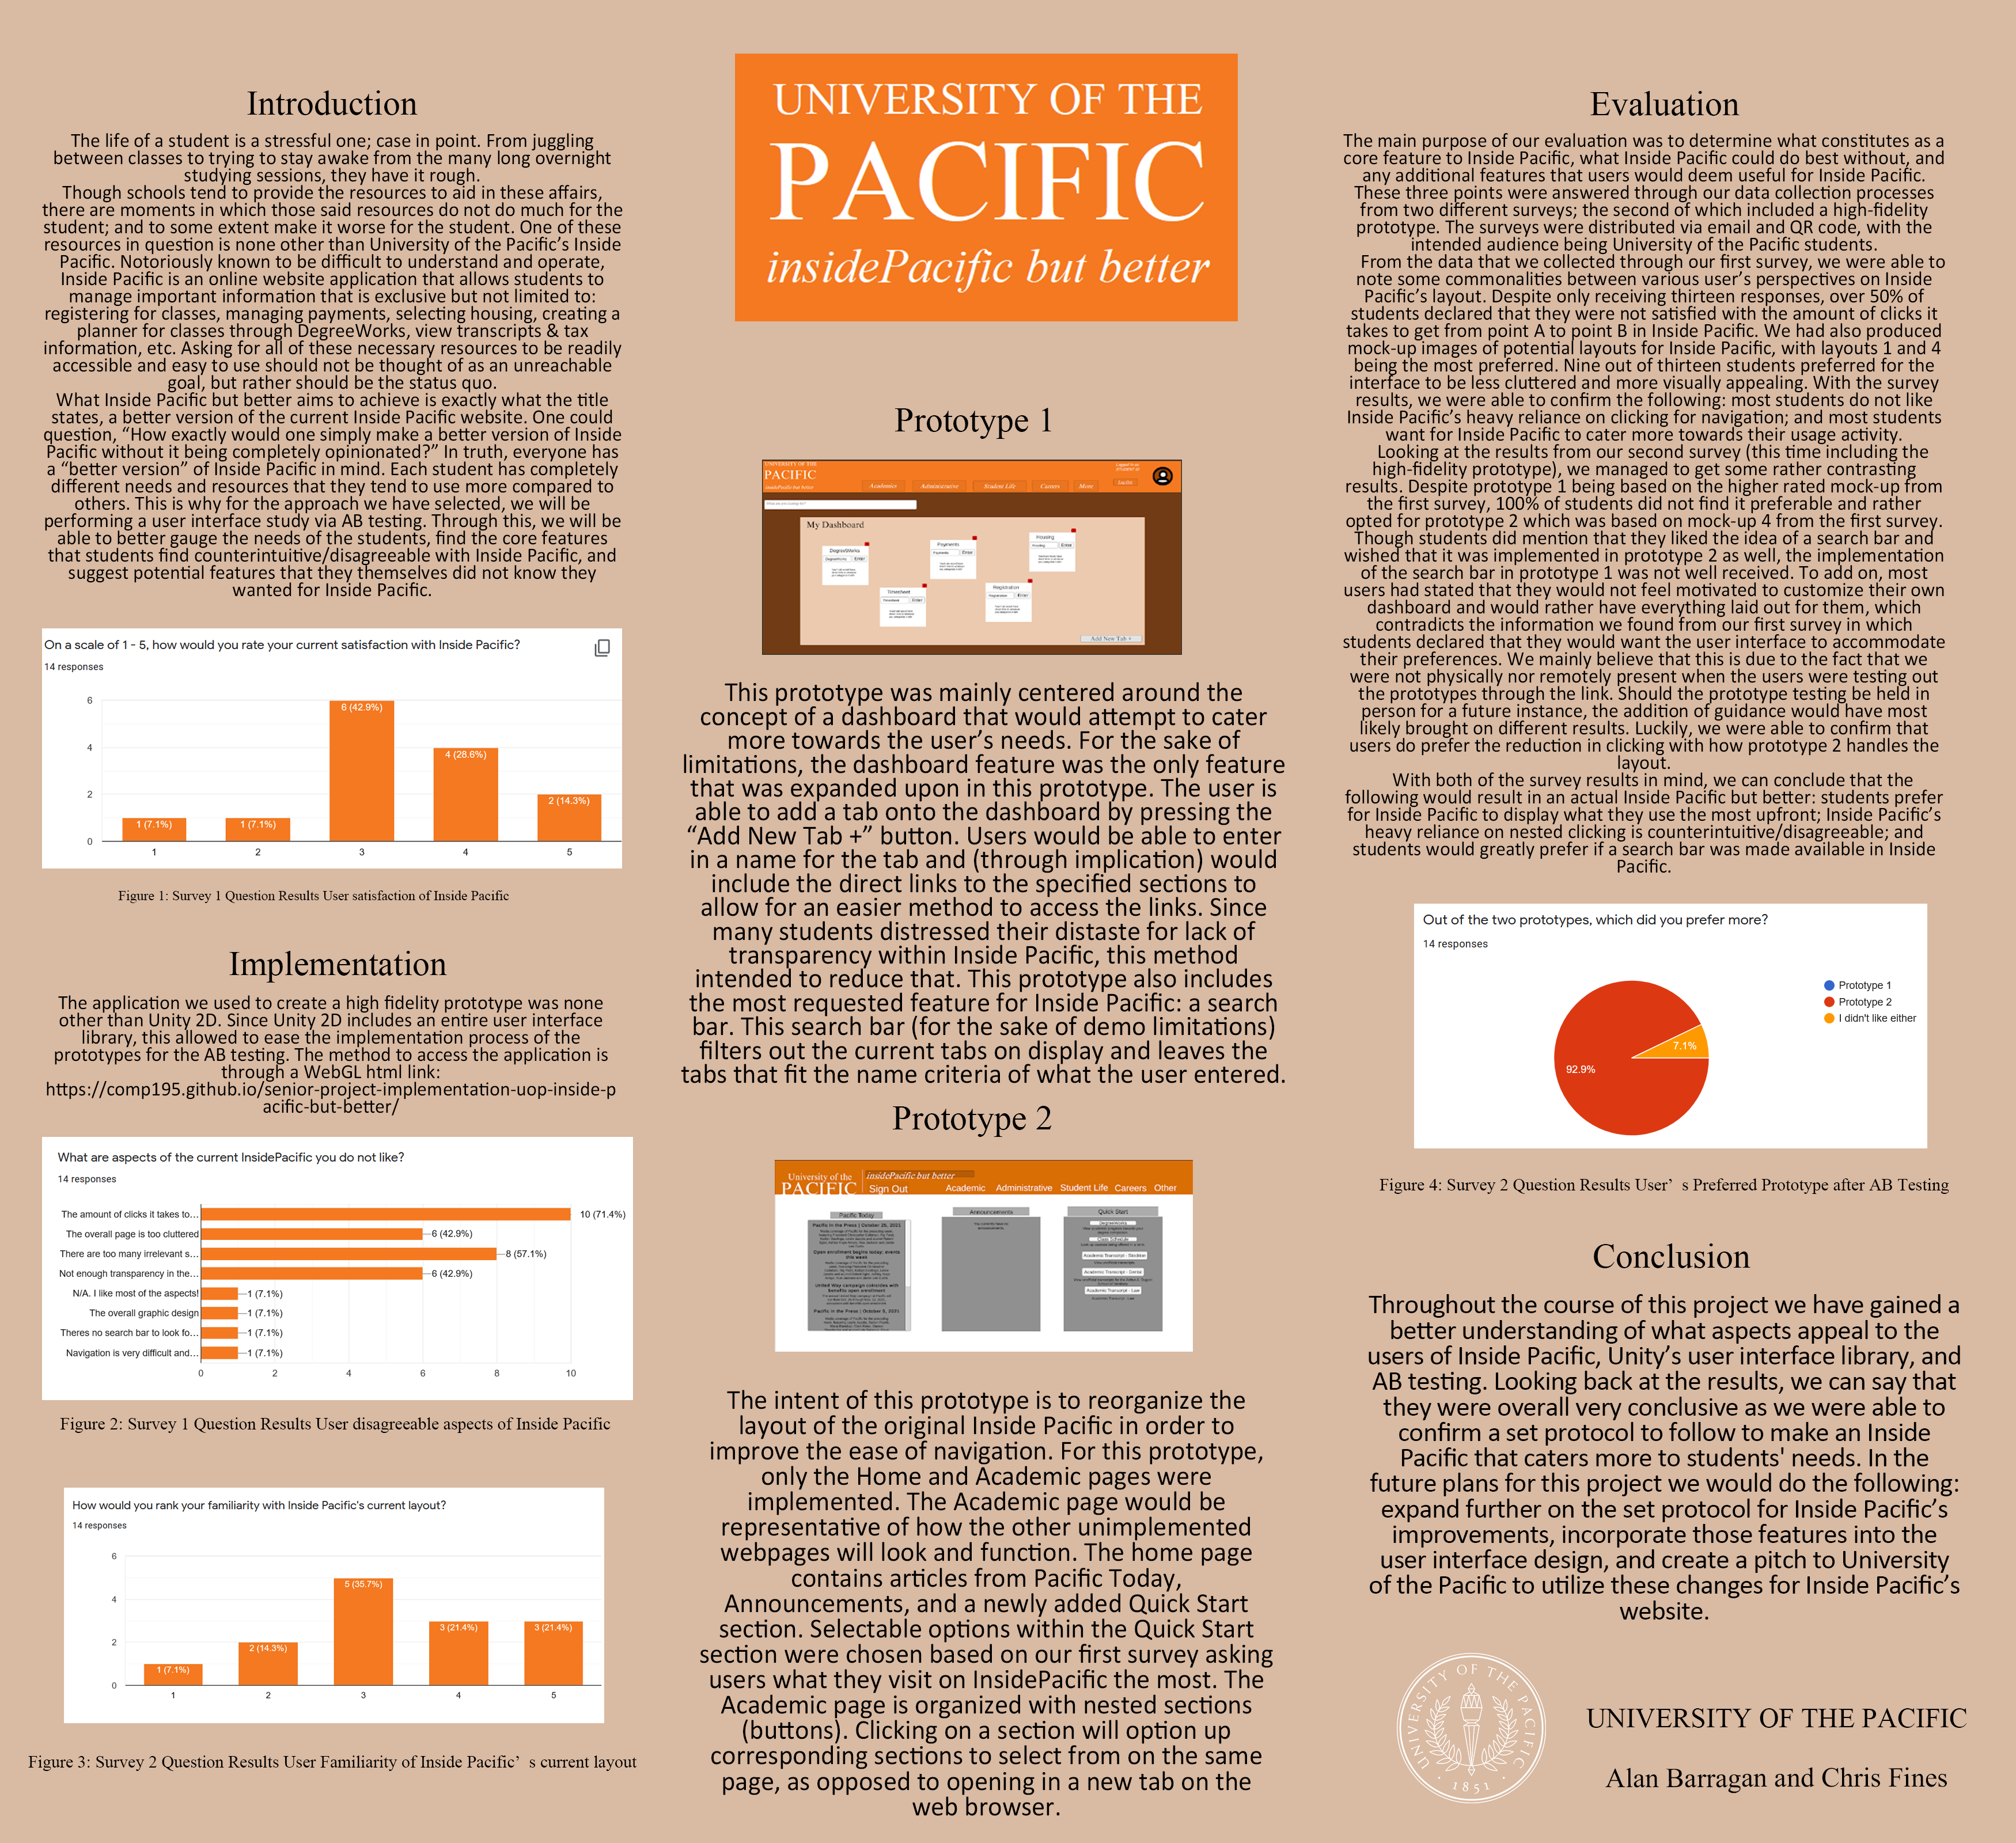 Introduction
The life of a student is a stressful one; case in point. From juggling
between classes to trying to stay awake from the many long overnight
studying sessions, they have it rough.
Though schools tend to provide the resources to aid in these affairs,
there are moments in which those said resources do not do much for the
student; and to some extent make it worse for the student. One of these
resources in question is none other than University of the Pacific’s Inside
Pacific. Notoriously known to be difficult to understand and operate,
Inside Pacific is an online website application that allows students to
manage important information that is exclusive but not limited to:
registering for classes, managing payments, selecting housing, creating a
planner for classes through DegreeWorks, view transcripts & tax
information, etc. Asking for all of these necessary resources to be readily
accessible and easy to use should not be thought of as an unreachable
goal, but rather should be the status quo.
What Inside Pacific but better aims to achieve is exactly what the title
states, a better version of the current Inside Pacific website. One could
question, “How exactly would one simply make a better version of Inside
Pacific without it being completely opinionated?” In truth, everyone has
a “better version” of Inside Pacific in mind. Each student has completely
different needs and resources that they tend to use more compared to
others. This is why for the approach we have selected, we will be
performing a user interface study via AB testing. Through this, we will be
able to better gauge the needs of the students, find the core features
that students find counterintuitive/disagreeable with Inside Pacific, and
suggest potential features that they themselves did not know they
wanted for Inside Pacific.
On a scale of 1 - 5, how would you rate your current satisfaction with Inside Pacific?
14 responses
6
4
2
0
1 (7.1%)
1 (7.1%)
6 (42.9%)
4 (28.6%)
2 (14.3%)
1 2 3 4 5
Figure 1: Survey 1 Question Results User satisfaction of Inside Pacific
Implementation
The application we used to create a high fidelity prototype was none
other than Unity 2D. Since Unity 2D includes an entire user interface
library, this allowed to ease the implementation process of the
prototypes for the AB testing. The method to access the application is
through a WebGL html link:
https://comp195.github.io/senior-project-implementation-uop-inside-p
acific-but-better/
What are aspects of the current InsidePacific you do not like?
14 responses
The amount of clicks it takes to... 10 (71.4%)
The overall page is too cluttered 6 (42.9%)
There are too many irrelevant s... 8 (57.1%)
Not enough transparency in the... 6 (42.9%)
N/A. I like most of the aspects! 1 (7.1%)
The overall graphic design 1 (7.1%)
Theres no search bar to look fo... 1 (7.1%)
Navigation is very difficult and... 1 (7.1%)
0 2 4 6 8 10
Figure 2: Survey 1 Question Results User disagreeable aspects of Inside Pacific
How would you rank your familiarity with Inside Pacific's current layout?
14 responses
6
4
2
0
1 (7.1%)
2 (14.3%)
5 (35.7%)
3 (21.4%)
3 (21.4%)
1 2 3 4 5
Figure 3: Survey 2 Question Results User Familiarity of Inside Pacific’ s current layout
UNIVERSITY OF THE
PACIFIC
insidePacific but better
Prototype 1
UNIVERSITY OF THE
PACIFIC
insidePacific but better
Academics Administrative Student Life Careers More
My Dashboard
DegreeWorks
DegreeWorks Enter
Payments
Payments Enter
Housing
Housing Enter
Timesheet
Timesheet Enter
Registration
Registration Enter
Add New Tab +
This prototype was mainly centered around the
concept of a dashboard that would attempt to cater
more towards the user’s needs. For the sake of
limitations, the dashboard feature was the only feature
that was expanded upon in this prototype. The user is
able to add a tab onto the dashboard by pressing the
“Add New Tab +” button. Users would be able to enter
in a name for the tab and (through implication) would
include the direct links to the specified sections to
allow for an easier method to access the links. Since
many students distressed their distaste for lack of
transparency within Inside Pacific, this method
intended to reduce that. This prototype also includes
the most requested feature for Inside Pacific: a search
bar. This search bar (for the sake of demo limitations)
filters out the current tabs on display and leaves the
tabs that fit the name criteria of what the user entered.
Prototype 2
University of the
PACIFIC
insidePacific but better
Sign Out
Academic Administrative Student Life Careers Other
Pacific Today
Pacific in the Press | October 25, 2021
Open enrollment begins today; events
this week
United Way campaign coincides with
benefits open enrollment
Pacific in the Press | October 5, 2021
Announcements
Quick Start
DegreeWorks
Class Schedule
Academic Transcript - Stockton
Academic Transcript - Dental
Academic Transcript - Law
The intent of this prototype is to reorganize the
layout of the original Inside Pacific in order to
improve the ease of navigation. For this prototype,
only the Home and Academic pages were
implemented. The Academic page would be
representative of how the other unimplemented
webpages will look and function. The home page
contains articles from Pacific Today,
Announcements, and a newly added Quick Start
section. Selectable options within the Quick Start
section were chosen based on our first survey asking
users what they visit on InsidePacific the most. The
Academic page is organized with nested sections
(buttons). Clicking on a section will option up
corresponding sections to select from on the same
page, as opposed to opening in a new tab on the
web browser.
Evaluation
The main purpose of our evaluation was to determine what constitutes as a
core feature to Inside Pacific, what Inside Pacific could do best without, and
any additional features that users would deem useful for Inside Pacific.
These three points were answered through our data collection processes
from two different surveys; the second of which included a high-fidelity
prototype. The surveys were distributed via email and QR code, with the
intended audience being University of the Pacific students.
From the data that we collected through our first survey, we were able to
note some commonalities between various user’s perspectives on Inside
Pacific’s layout. Despite only receiving thirteen responses, over 50% of
students declared that they were not satisfied with the amount of clicks it
takes to get from point A to point B in Inside Pacific. We had also produced
mock-up images of potential layouts for Inside Pacific, with layouts 1 and 4
being the most preferred. Nine out of thirteen students preferred for the
interface to be less cluttered and more visually appealing. With the survey
results, we were able to confirm the following: most students do not like
Inside Pacific’s heavy reliance on clicking for navigation; and most students
want for Inside Pacific to cater more towards their usage activity.
Looking at the results from our second survey (this time including the
high-fidelity prototype), we managed to get some rather contrasting
results. Despite prototype 1 being based on the higher rated mock-up from
the first survey, 100% of students did not find it preferable and rather
opted for prototype 2 which was based on mock-up 4 from the first survey.
Though students did mention that they liked the idea of a search bar and
wished that it was implemented in prototype 2 as well, the implementation
of the search bar in prototype 1 was not well received. To add on, most
users had stated that they would not feel motivated to customize their own
dashboard and would rather have everything laid out for them, which
contradicts the information we found from our first survey in which
students declared that they would want the user interface to accommodate
their preferences. We mainly believe that this is due to the fact that we
were not physically nor remotely present when the users were testing out
the prototypes through the link. Should the prototype testing be held in
person for a future instance, the addition of guidance would have most
likely brought on different results. Luckily, we were able to confirm that
users do prefer the reduction in clicking with how prototype 2 handles the
layout.
With both of the survey results in mind, we can conclude that the
following would result in an actual Inside Pacific but better: students prefer
for Inside Pacific to display what they use the most upfront; Inside Pacific’s
heavy reliance on nested clicking is counterintuitive/disagreeable; and
students would greatly prefer if a search bar was made available in Inside
Pacific.
Out of the two prototypes, which did you prefer more?
14 responses
Prototype 1
Prototype 2
I didn't like either
7.1%
92.9%
Figure 4: Survey 2 Question Results User’ s Preferred Prototype after AB Testing
Conclusion
Throughout the course of this project we have gained a
better understanding of what aspects appeal to the
users of Inside Pacific, Unity’s user interface library, and
AB testing. Looking back at the results, we can say that
they were overall very conclusive as we were able to
confirm a set protocol to follow to make an Inside
Pacific that caters more to students' needs. In the
future plans for this project we would do the following:
expand further on the set protocol for Inside Pacific’s
improvements, incorporate those features into the
user interface design, and create a pitch to University
of the Pacific to utilize these changes for Inside Pacific’s
website.
UNIVERSITY OF THE PACIFIC
1851
UNIVERSITY OF THE PACIFIC
Alan Barragan and Chris Fines